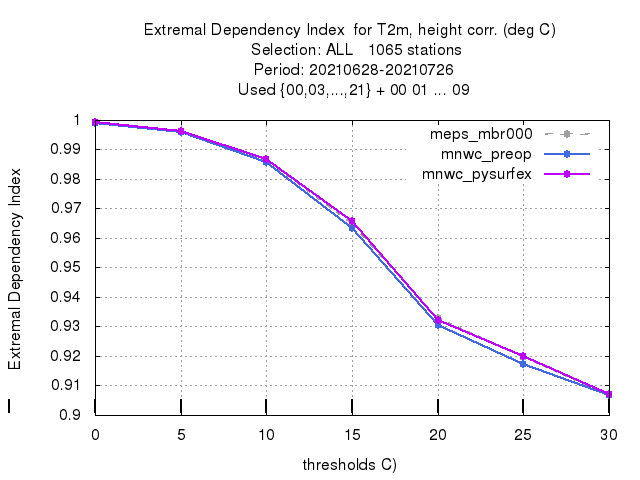 Extremal Dependency Index  for T2m, height corr. (deg C)
Selection: ALL   1065 stations
Period: 20210628-20210726
Used {00,03,...,21} + 00 01 ... 09
meps_mbr000
mnwc_preop
mnwc_pysurfex
1
0.99
0.98
0.97
0.96
0.95
0.94
0.93
0.92
0.91
0.9
Extremal Dependency Index
0 5 10 15 20 25 30
thresholds C)